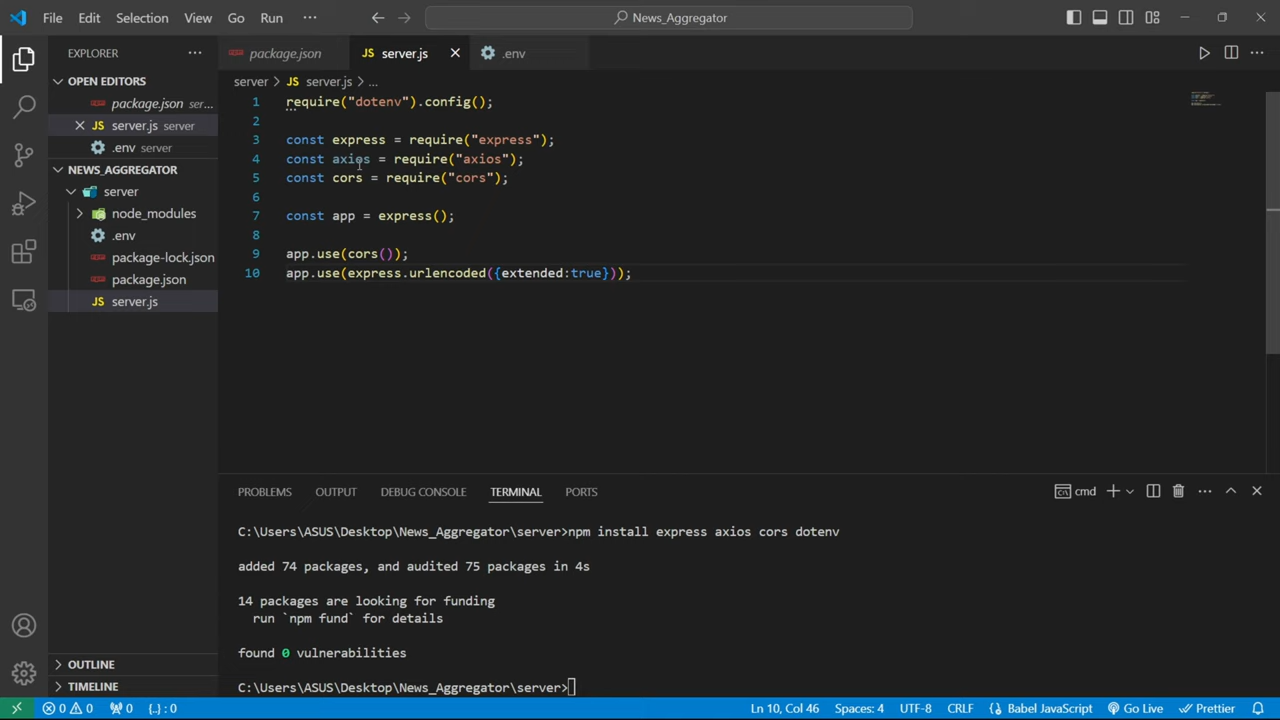 File Edit Selection View Go Run ··· News_Aggregator
EXPLORER ···
OPEN EDITORS
package.json ser...
JS server.js server
.env server
NEWS_AGGREGATOR
server
node_modules
.env
package-lock.json
package.json
JS server.js
OUTLINE
TIMELINE
package.json JS server.js .env
server > JS server.js > ...
1 require("dotenv").config();
2
3 const express = require("express");
4 const axios = require("axios");
5 const cors = require("cors");
6
7 const app = express();
8
9 app.use(cors());
10 app.use(express.urlencoded({extended:true}));
PROBLEMS OUTPUT DEBUG CONSOLE TERMINAL PORTS cmd
C:\Users\ASUS\Desktop\News_Aggregator\server>npm install express axios cors dotenv
added 74 packages, and audited 75 packages in 4s
14 packages are looking for funding
run `npm fund` for details
found 0 vulnerabilities
C:\Users\ASUS\Desktop\News_Aggregator\server>
0 0 0 {..} : 0 Ln 10, Col 46 Spaces: 4 UTF-8 CRLF Babel JavaScript Go Live Prettier